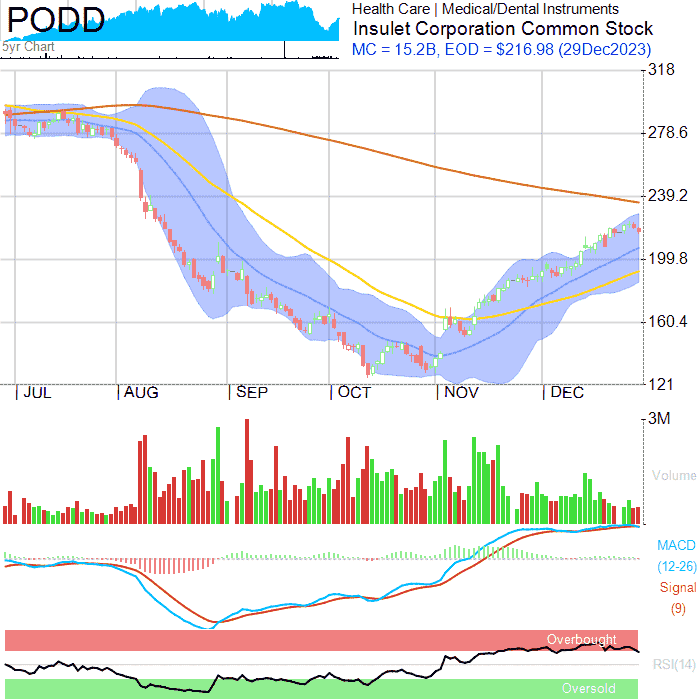 PODD
5yr Chart
Health Care | Medical/Dental Instruments
Insulet Corporation Common Stock
MC = 15.2B, EOD = $216.98 (29Dec2023)
318
278.6
239.2
199.8
160.4
121
JUL
AUG
SEP
OCT
NOV
DEC
3M
Volume
MACD
(12-26)
Signal
(9)
Overbought
RSI(14)
Oversold